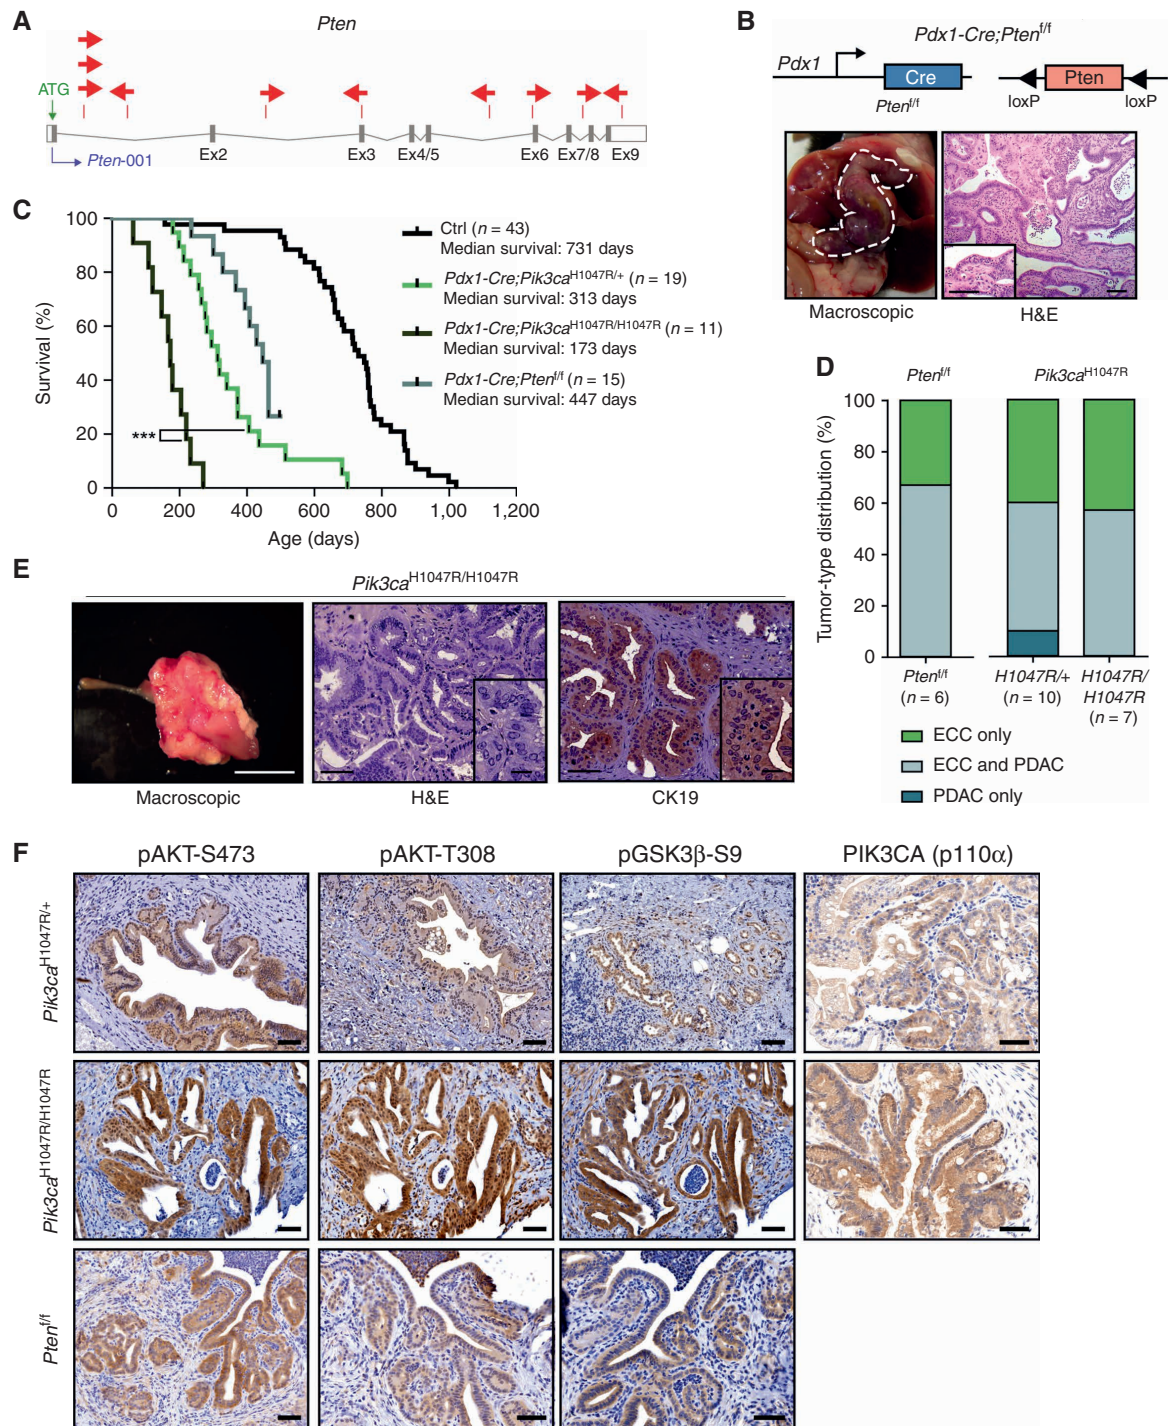 A
Pten
ATG
Pten-001
Ex2
Ex3
Ex4/5
Ex6
Ex7/8
Ex9
B
Pdx1-Cre;Pten^f/f
Pdx1
Cre
Pten
Pten^f/f
loxP
loxP
Macroscopic
H&E
C
Survival (%)
100
80
60
40
20
0
***
0
200
400
600
800
1,00
1,200
Age (days)
Ctrl (n = 43)
Median survival: 731 days
Pdx1-Cre;Pik3ca^H1047R/+ (n = 19)
Median survival: 313 days
Pdx1-Cre;Pik3ca^H1047R/H1047R (n = 11)
Median survival: 173 days
Pdx1-Cre;Pten^f/f (n = 15)
Median survival: 447 days
D
Pten^f/f
Pik3ca^H1047R
Tumor-type distribution (%)
100
80
60
40
20
0
Pten^f/f
(n = 6)
H1047R/+
(n = 10)
H1047R/
H1047R
(n = 7)
ECC only
ECC and PDAC
PDAC only
E
Pik3ca^H1047R/H1047R
Macroscopic
H&E
CK19
F
pAKT-S473
pAKT-T308
pGSK3β-S9
PIK3CA (p110α)
Pik3ca^H1047R/+
Pik3ca^H1047R/H1047R
Pten^f/f